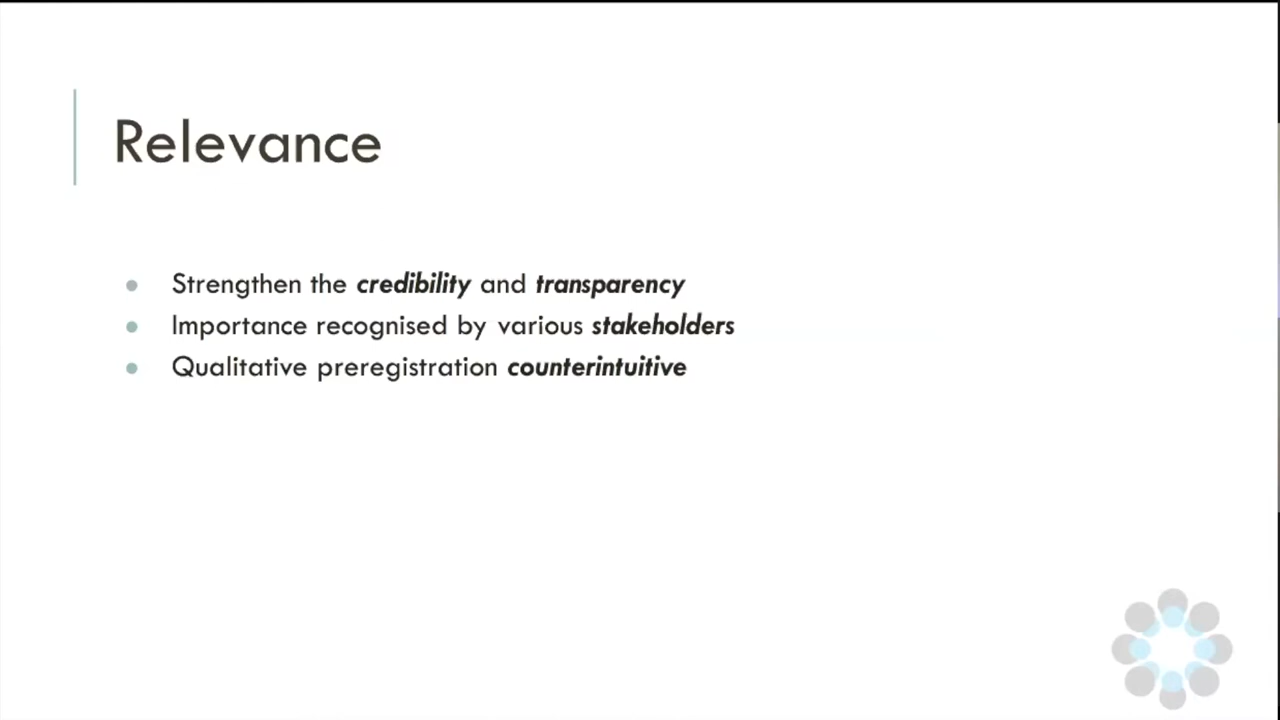 Relevance
Strengthen the credibility and transparency
Importance recognised by various stakeholders
Qualitative preregistration counterintuitive